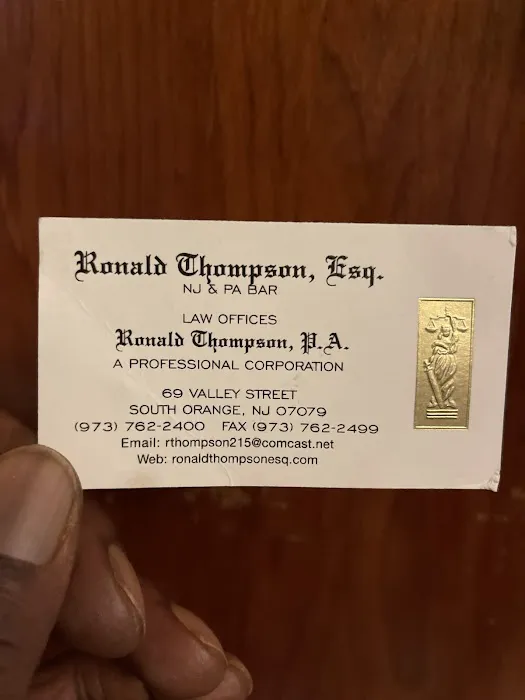 Ronald Thompson, Esq.
NJ & PA BAR
LAW OFFICES
Ronald Thompson, P.A.
A PROFESSIONAL CORPORATION
69 VALLEY STREET
SOUTH ORANGE, NJ 07079
(973) 762-2400 FAX (973) 762-2499
Email: rthompson215@comcast.net
Web: ronaldthompsonesq.com